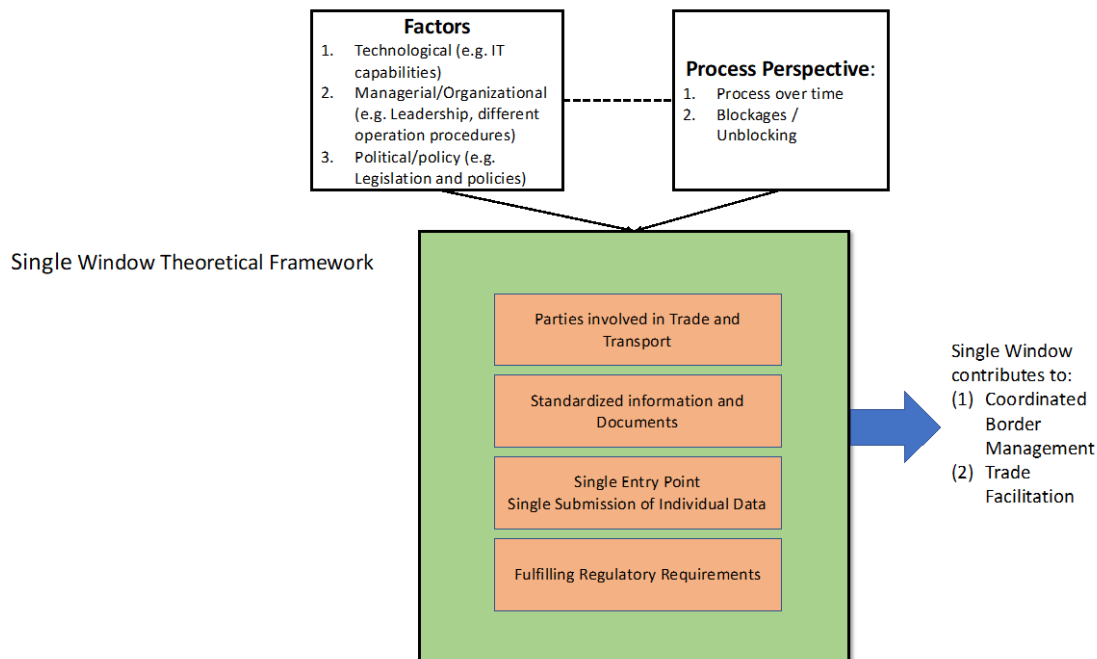 Factors
1. Technological (e.g. IT
capabilities)
2. Managerial/Organizational
(e.g. Leadership, different
operation procedures)
3. Political/policy (e.g.
Legislation and policies)
Process Perspective:
1. Process over time
2. Blockages /
Unblocking
Single Window Theoretical Framework
Parties involved in Trade and
Transport
Standardized information and
Documents
Single Entry Point
Single Submission of Individual Data
Fulfilling Regulatory Requirements
Single Window
contributes to:
(1) Coordinated
Border
Management
(2) Trade
Facilitation